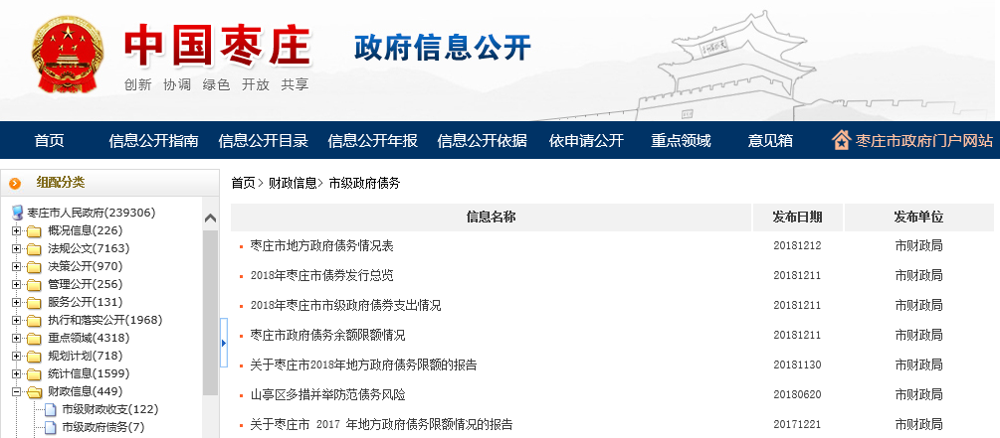 中国枣庄
政府信息公开
创新 协调 绿色 开放 共享
首页 信息公开指南 信息公开目录 信息公开年报 信息公开依据 依申请公开 重点领域 意见箱 枣庄市政府门户网站
组配分类
枣庄市人民政府(239306)
概况信息(226)
法规公文(7163)
决策公开(970)
管理公开(256)
服务公开(131)
执行和落实公开(1968)
重点领域(4318)
规划计划(718)
统计信息(1599)
财政信息(449)
市级财政收支(122)
市级政府债务(7)
首页> 财政信息> 市级政府债务
信息名称 发布日期 发布单位
枣庄市地方政府债务情况表 20181212 市财政局
2018年枣庄市债券发行总览 20181211 市财政局
2018年枣庄市市级政府债券支出情况 20181211 市财政局
枣庄市政府债务余额限额情况 20181211 市财政局
关于枣庄市2018年地方政府债务限额的报告 20181130 市财政局
山亭区多措并举防范债务风险 20180620 市财政局
关于枣庄市 2017 年地方政府债务限额情况的报告 20171221 市财政局